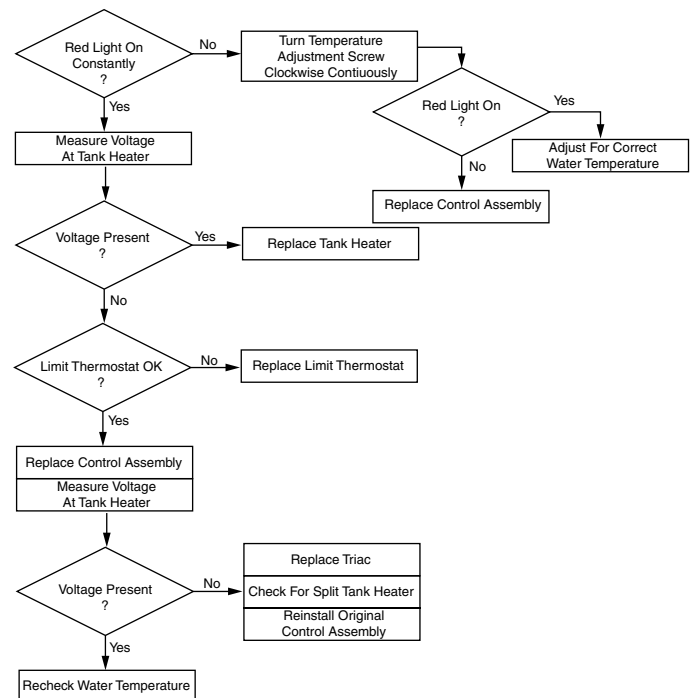 Red Light On
Constantly
?
No
Turn Temperature
Adjustment Screw
Clockwise Contiuously
Red Light On
?
Yes
Adjust For Correct
Water Temperature
No
Replace Control Assembly
Yes
Measure Voltage
At Tank Heater
Voltage Present
?
Yes
Replace Tank Heater
No
Limit Thermostat OK
?
No
Replace Limit Thermostat
Yes
Replace Control Assembly
Measure Voltage
At Tank Heater
Voltage Present
?
No
Replace Triac
Check For Split Tank Heater
Reinstall Original
Control Assembly
Yes
Recheck Water Temperature